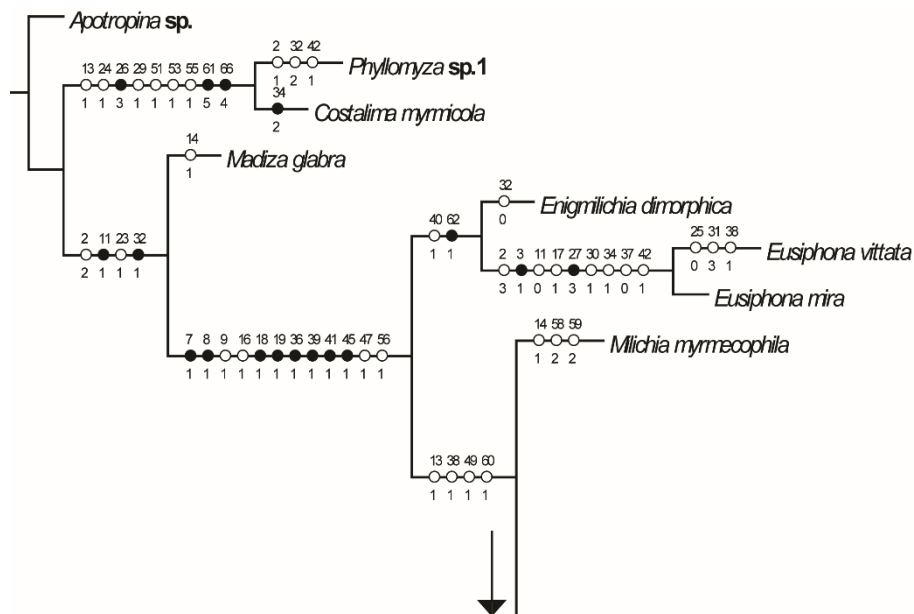 Apotropina sp.
2 32 42
13 24 26 29 51 53 55 61 66
Phyllomyza sp.1
1 2 1
1 1 3 1 1 1 1 5 4
34
Costalima myrmicola
2
14
Madiza glabra
1
32
Enigmilichia dimorphica
0
40 62
25 31 38
Eusiphona vittata
1 1
0 3 1
2 11 23 32
2 3 11 17 27 30 34 37 42
2 1 1 1
3 1 0 1 3 1 1 0 1
Eusiphona mira
14 58 59
Milichia myrmecophila
1 2 2
7 8 9 16 18 19 36 39 41 45 47 56
1 1 1 1 1 1 1 1 1 1 1 1
13 38 49 60
1 1 1 1